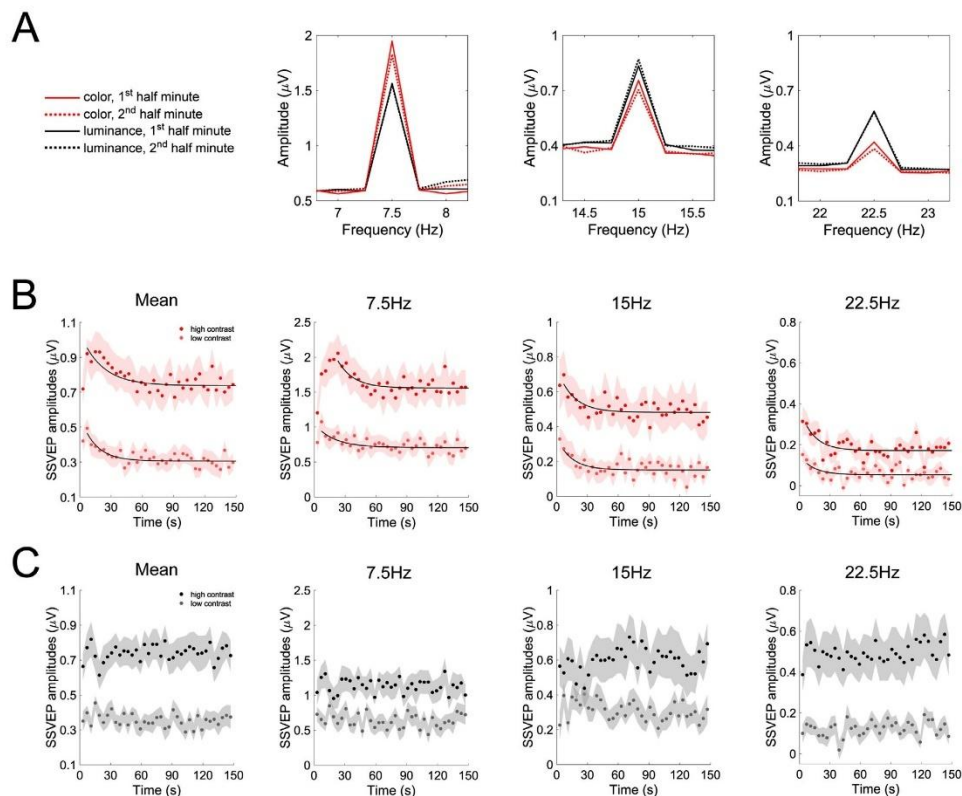 A
color, 1st half minute
color, 2nd half minute
luminance, 1st half minute
luminance, 2nd half minute
Amplitude (μV)
2
1.5
1
0.5
7
7.5
8
Frequency (Hz)
Amplitude (μV)
1
0.8
0.6
0.4
0.1
14.5
15
15.5
Frequency (Hz)
Amplitude (μV)
1
0.8
0.6
0.4
0.1
22
22.5
23
Frequency (Hz)
B
Mean
high contrast
low contrast
SSVEP amplitudes (μV)
1.1
0.9
0.7
0.5
0.3
0.1
0 30 60 90 120 150
Time (s)
7.5Hz
SSVEP amplitudes (μV)
2.5
2
1.5
1
0.5
0
0 30 60 90 120 150
Time (s)
15Hz
SSVEP amplitudes (μV)
1
0.8
0.6
0.4
0.2
0
0 30 60 90 120 150
Time (s)
22.5Hz
SSVEP amplitudes (μV)
0.8
0.6
0.4
0.2
0
0 30 60 90 120 150
Time (s)
C
Mean
high contrast
low contrast
SSVEP amplitudes (μV)
1.1
0.9
0.7
0.5
0.3
0.1
0 30 60 90 120 150
Time (s)
7.5Hz
SSVEP amplitudes (μV)
2.5
2
1.5
1
0.5
0
0 30 60 90 120 150
Time (s)
15Hz
SSVEP amplitudes (μV)
1
0.8
0.6
0.4
0.2
0
0 30 60 90 120 150
Time (s)
22.5Hz
SSVEP amplitudes (μV)
0.6
0.4
0.2
0
0 30 60 90 120 150
Time (s)